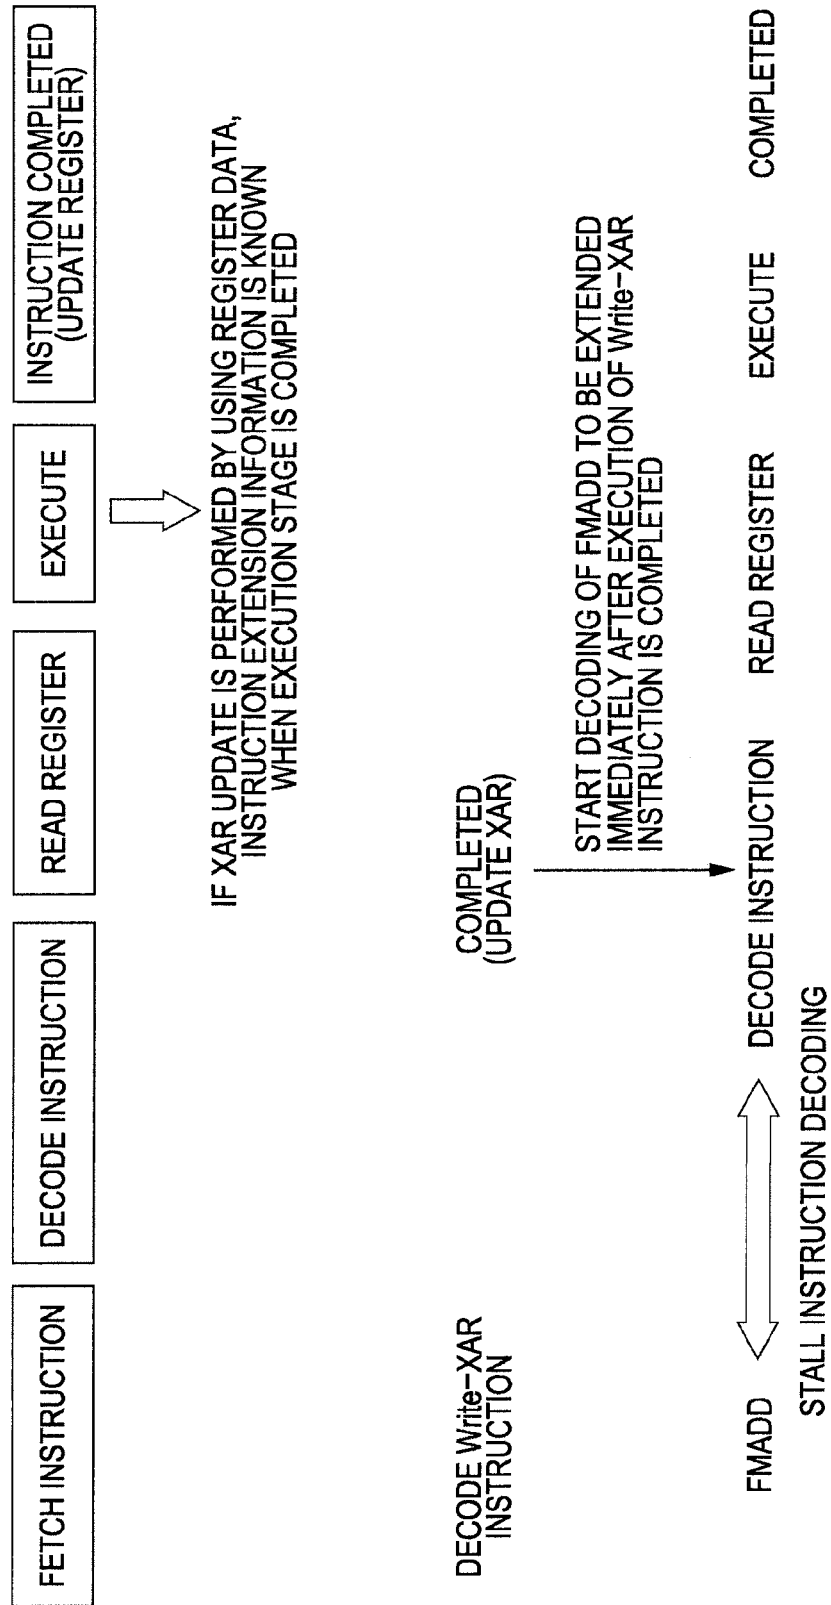 FETCH INSTRUCTION
DECODE INSTRUCTION
READ REGISTER
EXECUTE
INSTRUCTION COMPLETED
(UPDATE REGISTER)
IF XAR UPDATE IS PERFORMED BY USING REGISTER DATA,
INSTRUCTION EXTENSION INFORMATION IS KNOWN
WHEN EXECUTION STAGE IS COMPLETED
DECODE Write-XAR
INSTRUCTION
COMPLETED
(UPDATE XAR)
START DECODING OF FMADD TO BE EXTENDED
IMMEDIATELY AFTER EXECUTION OF Write-XAR
INSTRUCTION IS COMPLETED
FMADD
DECODE INSTRUCTION
READ REGISTER
EXECUTE
COMPLETED
STALL INSTRUCTION DECODING